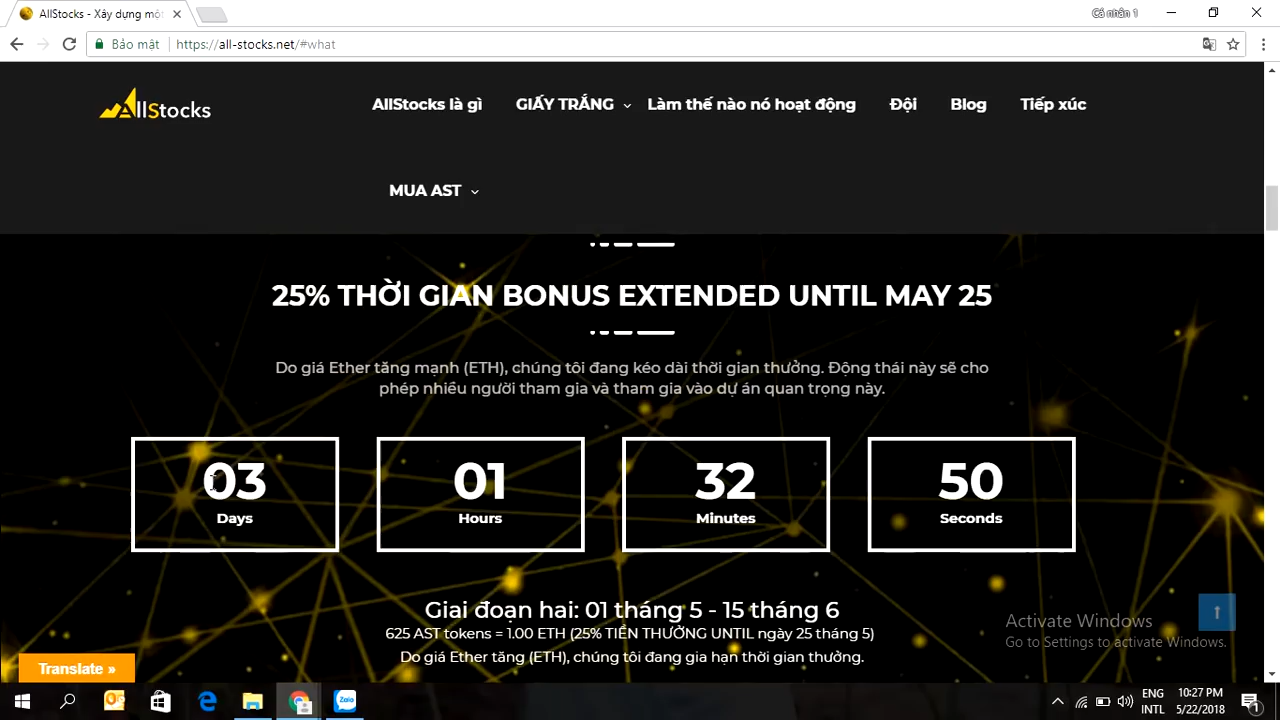 AllStocks - Xây dựng một
Cá nhân 1
Bảo mật
https://all-stocks.net/#what
AllStocks
AllStocks là gì
GIẤY TRẮNG
Làm thế nào nó hoạt động
Đội
Blog
Tiếp xúc
MUA AST
25% THỜI GIAN BONUS EXTENDED UNTIL MAY 25
Do giá Ether tăng mạnh (ETH), chúng tôi đang kéo dài thời gian thưởng. Động thái này sẽ cho
phép nhiều người tham gia và tham gia vào dự án quan trọng này.
03
Days
01
Hours
32
Minutes
50
Seconds
Giai đoạn hai: 01 tháng 5 - 15 tháng 6
625 AST tokens = 1.00 ETH (25% TIỀN THƯỞNG UNTIL ngày 25 tháng 5)
Do giá Ether tăng (ETH), chúng tôi đang gia hạn thời gian thưởng.
Activate Windows
Go to Settings to activate Windows.
Translate »
Zalo
ENG
INTL
10:27 PM
5/22/2018
1